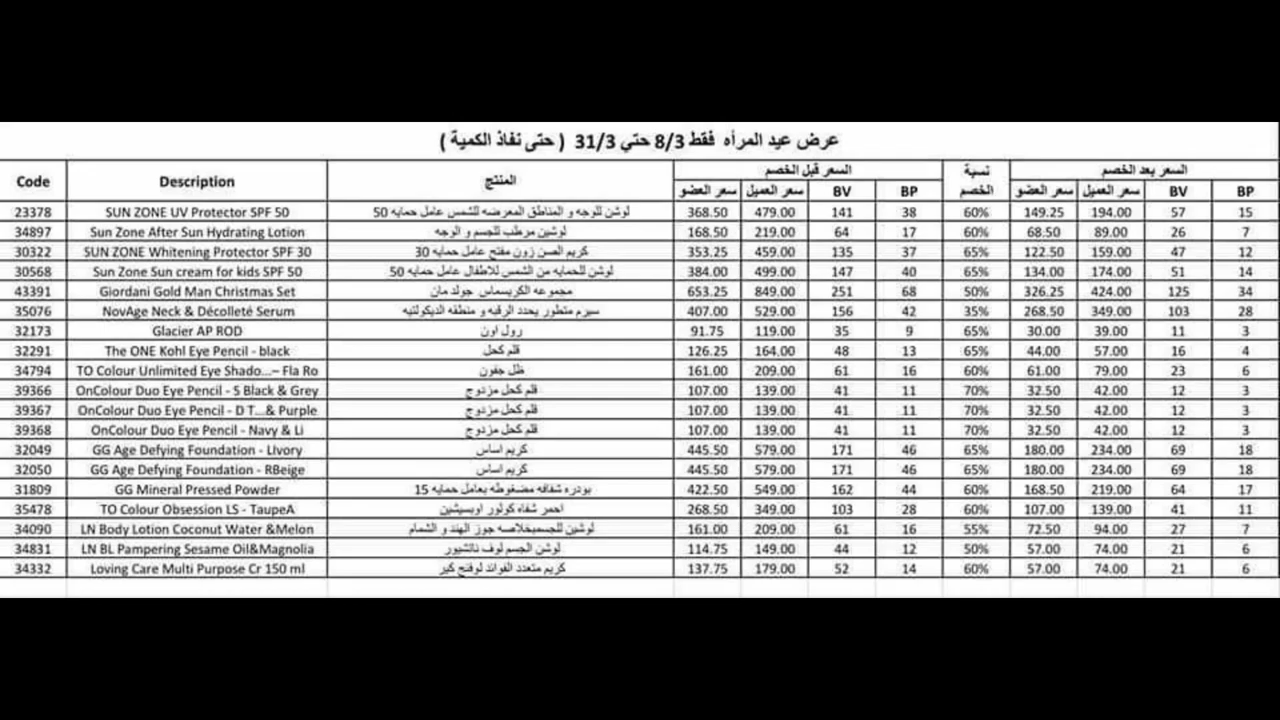 عرض عيد المرأه فقط 8/3 حتي 31/3 ( حتى نفاذ الكمية )
Code Description المنتج السعر قبل الخصم نسبة الخصم السعر بعد الخصم
سعر العضو سعر العميل BV BP سعر العضو سعر العميل BV BP
23378 SUN ZONE UV Protector SPF 50 لوشن للوجه و المناطق المعرضه للشمس عامل حمايه 50 368.50 479.00 141 38 60% 149.25 194.00 57 15
34897 Sun Zone After Sun Hydrating Lotion لوشين مرطب للجسم و الوجه 168.50 219.00 64 17 60% 68.50 89.00 26 7
30322 SUN ZONE Whitening Protector SPF 30 كريم الصن زون مفتح عامل حمايه 30 353.25 459.00 135 37 65% 122.50 159.00 47 12
30568 Sun Zone Sun cream for kids SPF 50 لوشن للحمايه من الشمس للاطفال عامل حمايه 50 384.00 499.00 147 40 65% 134.00 174.00 51 14
43391 Giordani Gold Man Christmas Set مجموعه الكريسماس جولد مان 653.25 849.00 251 68 50% 326.25 424.00 125 34
35076 NovAge Neck & Décolleté Serum سيرم متطور يحدد الرقبه و منطقه الديكولتيه 407.00 529.00 156 42 35% 268.50 349.00 103 28
32173 Glacier AP ROD رول اون 91.75 119.00 35 9 65% 30.00 39.00 11 3
32291 The ONE Kohl Eye Pencil - black قلم كحل 126.25 164.00 48 13 65% 44.00 57.00 16 4
34794 TO Colour Unlimited Eye Shado...– Fla Ro ظل جفون 161.00 209.00 61 16 60% 61.00 79.00 23 6
39366 OnColour Duo Eye Pencil - S Black & Grey قلم كحل مزدوج 107.00 139.00 41 11 70% 32.50 42.00 12 3
39367 OnColour Duo Eye Pencil - D T...& Purple قلم كحل مزدوج 107.00 139.00 41 11 70% 32.50 42.00 12 3
39368 OnColour Duo Eye Pencil - Navy & Li قلم كحل مزدوج 107.00 139.00 41 11 70% 32.50 42.00 12 3
32049 GG Age Defying Foundation - LIvory كريم اساس 445.50 579.00 171 46 65% 180.00 234.00 69 18
32050 GG Age Defying Foundation - RBeige كريم اساس 445.50 579.00 171 46 65% 180.00 234.00 69 18
31809 GG Mineral Pressed Powder بودره شفافه مضغوطه بعامل حمايه 15 422.50 549.00 162 44 60% 168.50 219.00 64 17
35478 TO Colour Obsession LS - TaupeA احمر شفاه كولور اوبسيشين 268.50 349.00 103 28 60% 107.00 139.00 41 11
34090 LN Body Lotion Coconut Water &Melon لوشين للجسمبخلاصه جوز الهند و الشمام 161.00 209.00 61 16 55% 72.50 94.00 27 7
34831 LN BL Pampering Sesame Oil&Magnolia لوشن الجسم لوف ناتشيور 114.75 149.00 44 12 50% 57.00 74.00 21 6
34332 Loving Care Multi Purpose Cr 150 ml كريم متعدد الفوائد لوفنج كير 137.75 179.00 52 14 60% 57.00 74.00 21 6